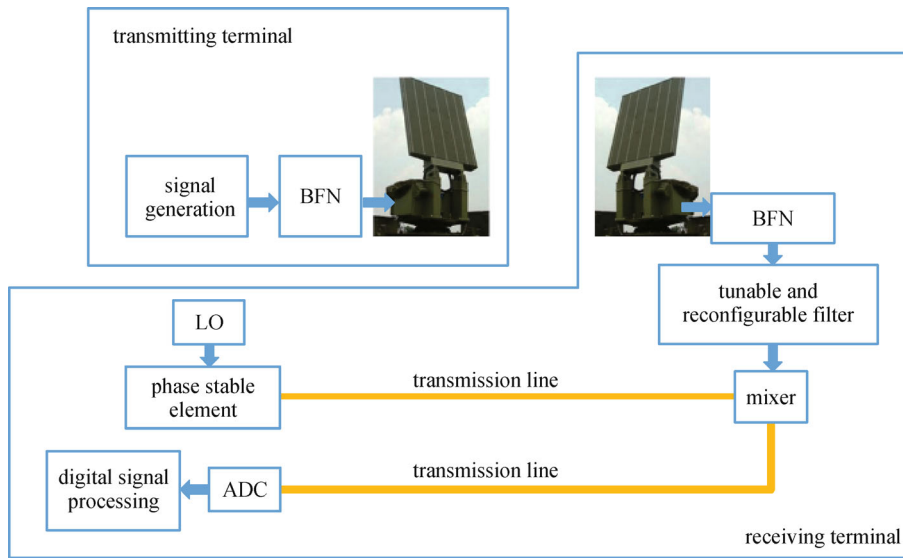 transmitting terminal
signal
generation
BFN
BFN
tunable and
reconfigurable filter
LO
phase stable
element
transmission line
mixer
digital signal
processing
ADC
transmission line
receiving terminal